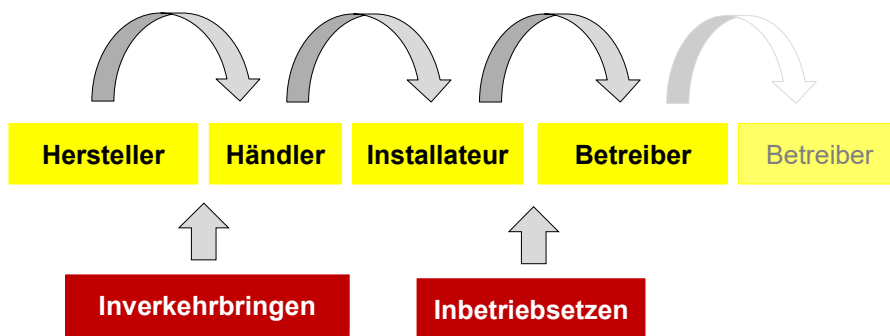 Hersteller
Händler
Installateur
Betreiber
Betreiber
Inverkehrbringen
Inbetriebsetzen